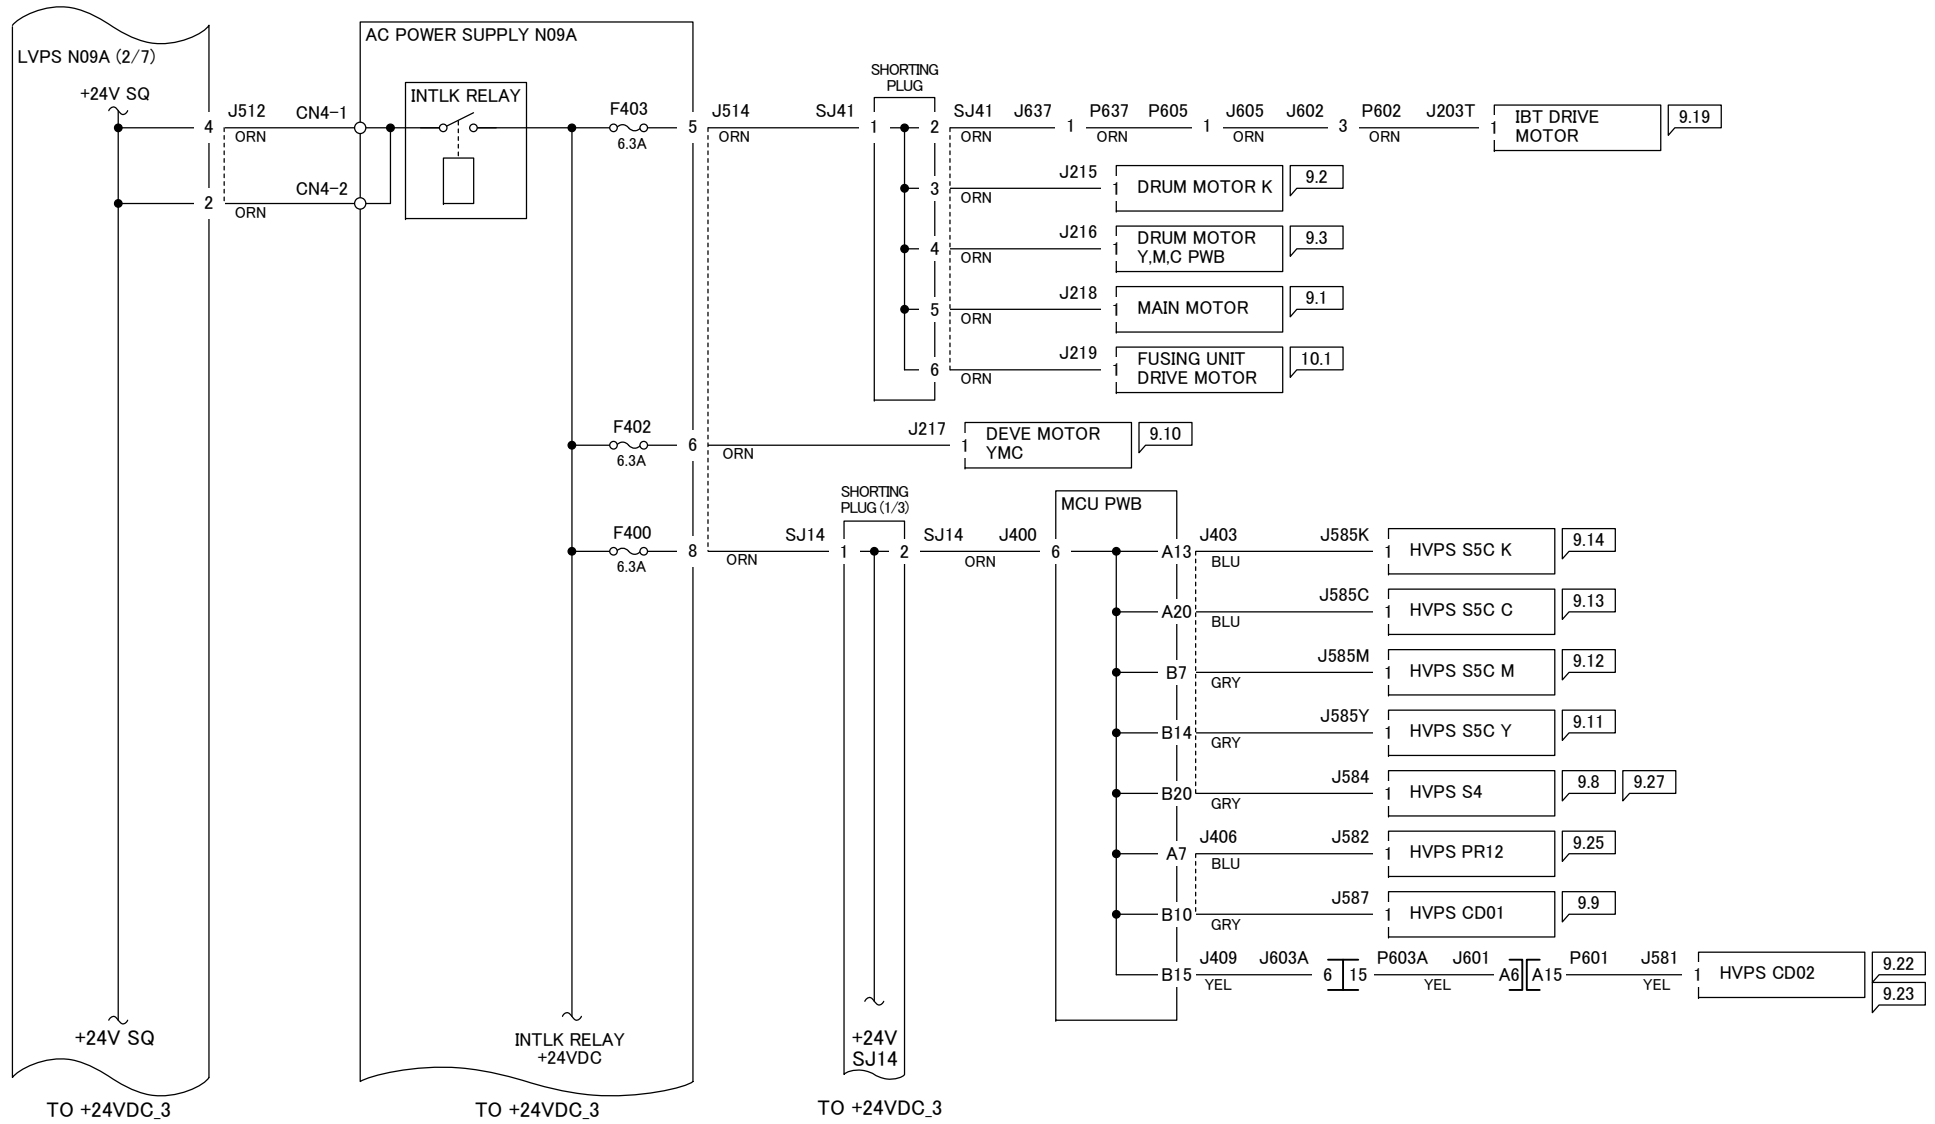 LVPS N09A (2/7)
+24V SQ
4
J512
ORN
CN4-1
2
ORN
CN4-2
+24V SQ
TO +24VDC_3
AC POWER SUPPLY N09A
INTLK RELAY
F403
6.3A
5
J514
ORN
F402
6.3A
6
ORN
F400
6.3A
8
ORN
INTLK RELAY
+24VDC
TO +24VDC_3
SJ41
SHORTING
PLUG
1
2
SJ41
ORN
J637
1
P637
ORN
P605
1
J605
ORN
J602
3
P602
ORN
J203T
1
IBT DRIVE
MOTOR
9.19
3
ORN
J215
1
DRUM MOTOR K
9.2
4
ORN
J216
1
DRUM MOTOR
Y,M,C PWB
9.3
5
ORN
J218
1
MAIN MOTOR
9.1
6
ORN
J219
1
FUSING UNIT
DRIVE MOTOR
10.1
J217
1
DEVE MOTOR
YMC
9.10
SJ14
SHORTING
PLUG (1/3)
1
2
SJ14
ORN
J400
6
+24V
SJ14
TO +24VDC_3
MCU PWB
A13
J403
BLU
J585K
1
HVPS S5C K
9.14
A20
BLU
J585C
1
HVPS S5C C
9.13
B7
GRY
J585M
1
HVPS S5C M
9.12
B14
GRY
J585Y
1
HVPS S5C Y
9.11
B20
GRY
J584
1
HVPS S4
9.8
9.27
A7
J406
BLU
J582
1
HVPS PR12
9.25
B10
GRY
J587
1
HVPS CD01
9.9
B15
J409
YEL
J603A
6
15
P603A
YEL
J601
A6
A15
P601
YEL
J581
1
HVPS CD02
9.22
9.23